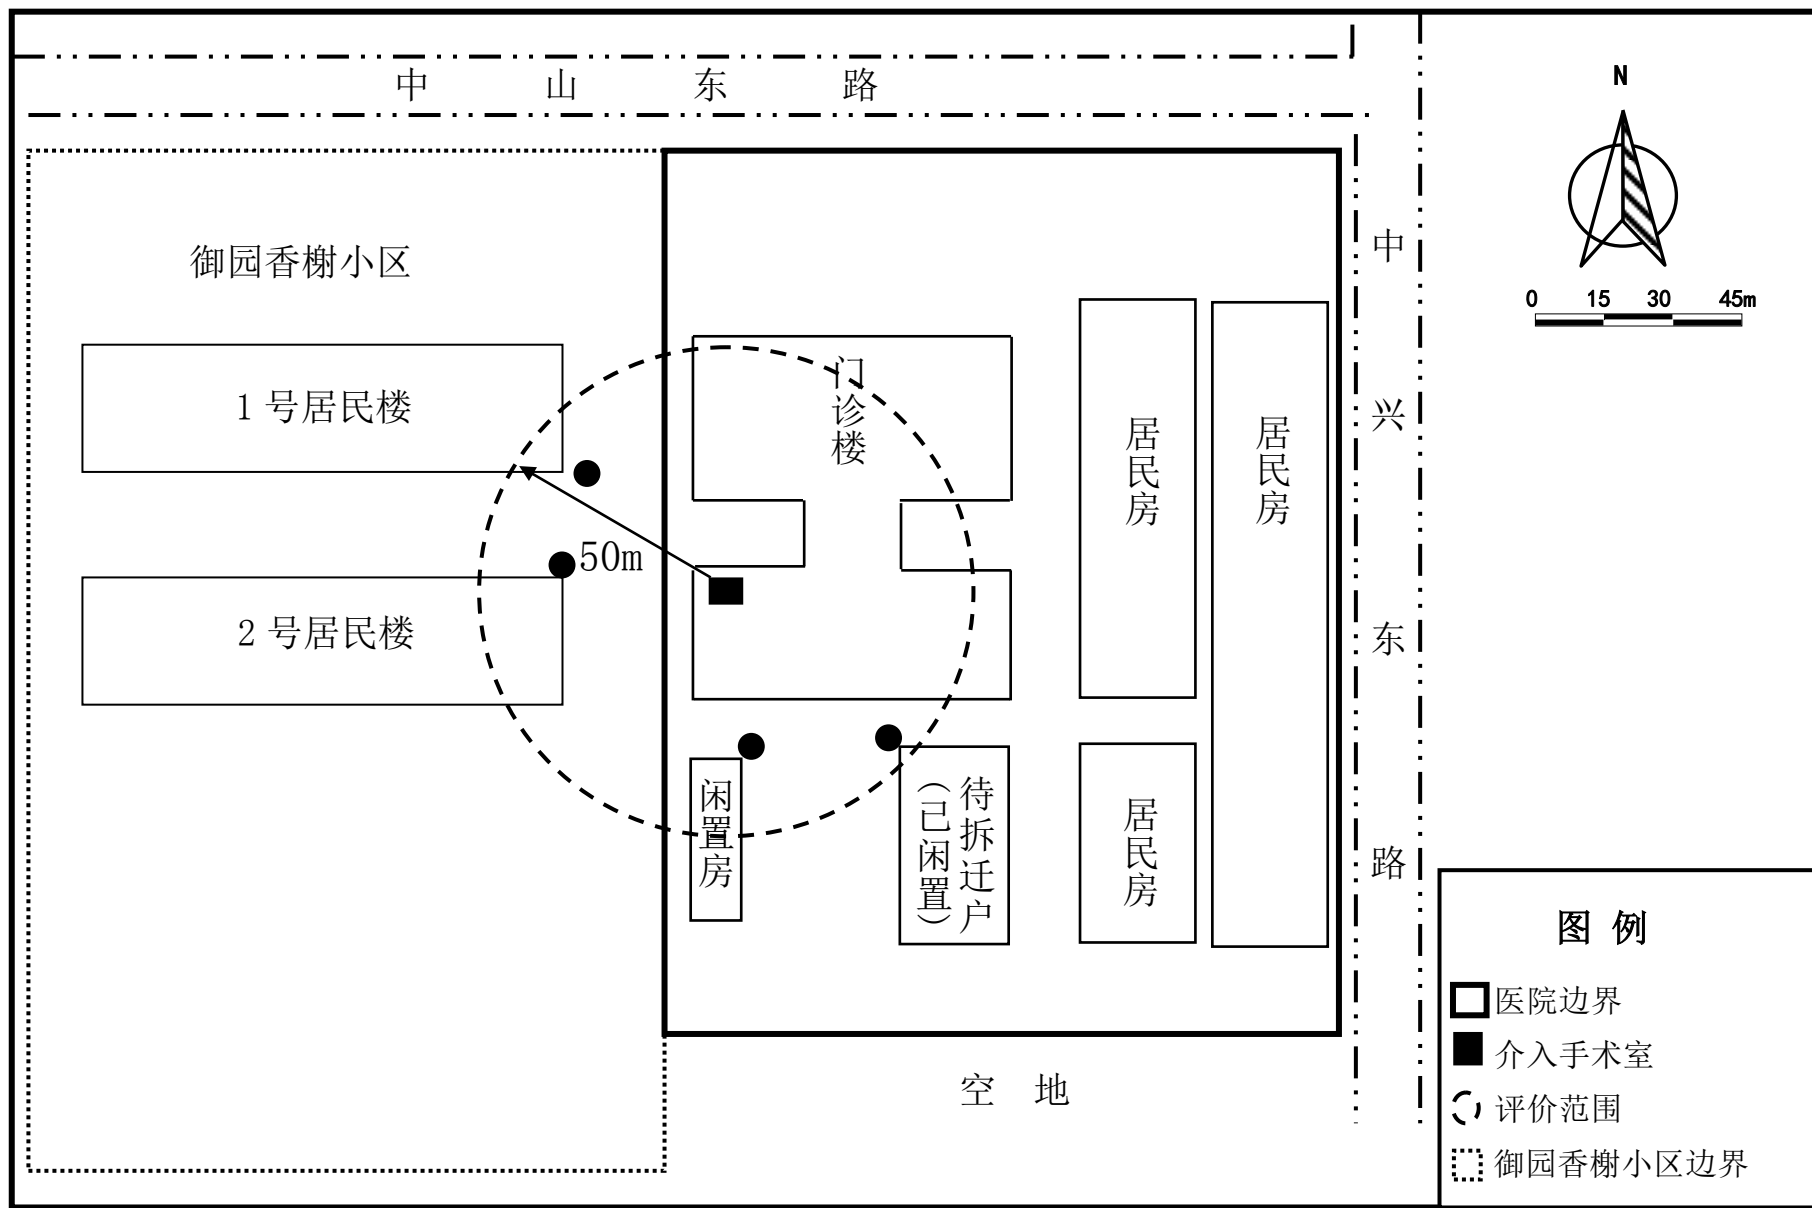 中 山 东 路
N
0 15 30 45m
御园香榭小区
中兴东路
1 号居民楼
门诊楼
居民房
居民房
50m
2 号居民楼
闲置房
待拆迁户
（已闲置）
居民房
空 地
图 例
医院边界
介入手术室
评价范围
御园香榭小区边界